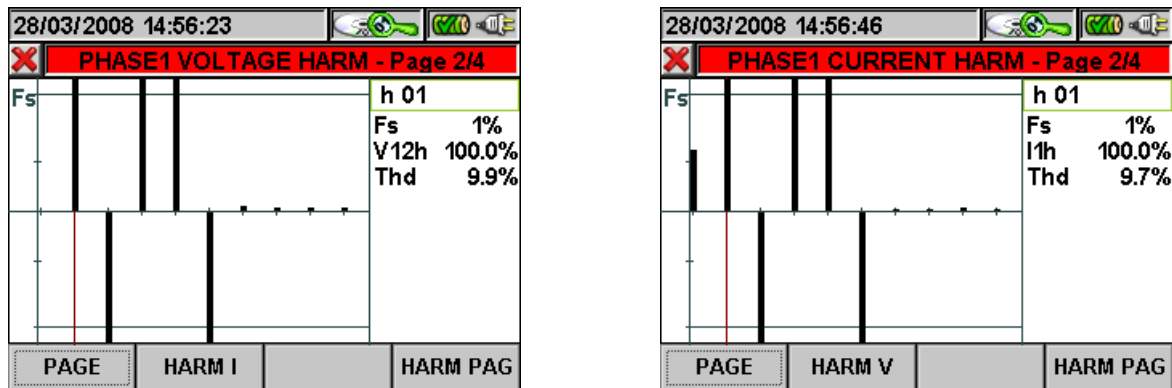 28/03/2008 14:56:23
PHASE1 VOLTAGE HARM - Page 2/4
Fs
h 01
Fs 1%
V12h 100.0%
Thd 9.9%
PAGE HARM I HARM PAG
28/03/2008 14:56:46
PHASE1 CURRENT HARM - Page 2/4
Fs
h 01
Fs 1%
I1h 100.0%
Thd 9.7%
PAGE HARM V HARM PAG